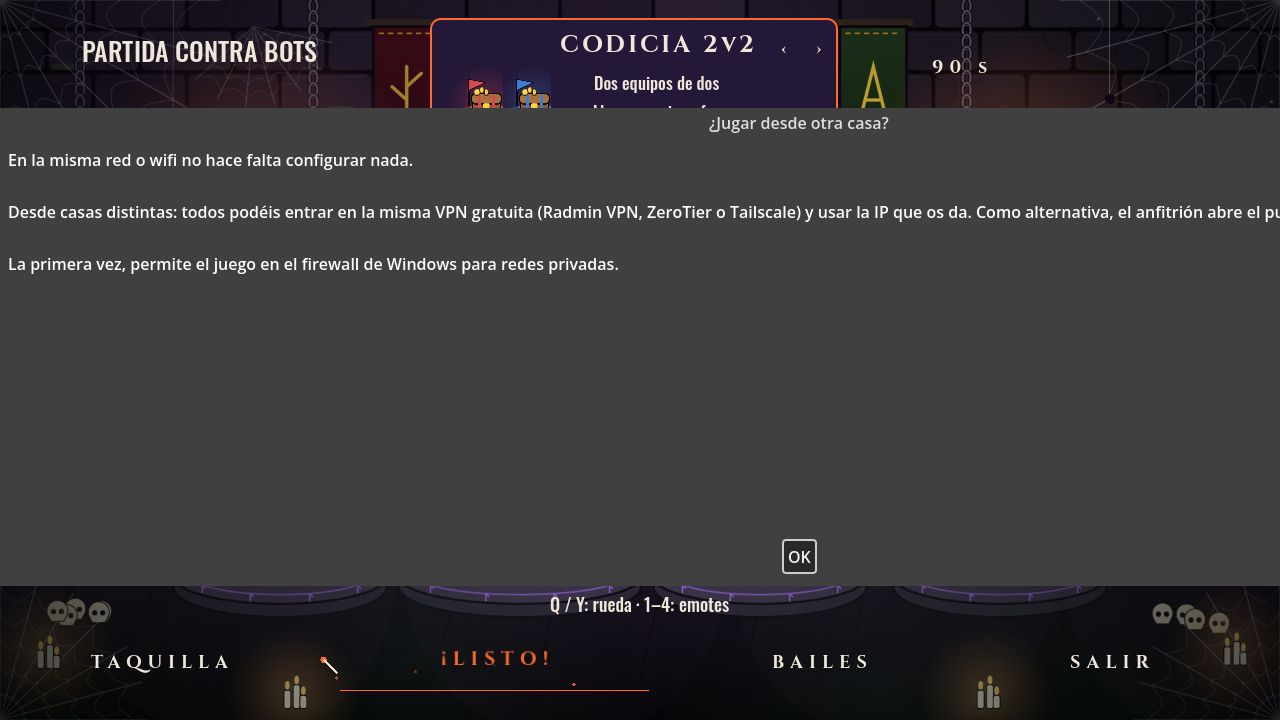 PARTIDA CONTRA BOTS
CODICIA 2v2 ‹ ›
90 s
Dos equipos de dos
¿Jugar desde otra casa?
En la misma red o wifi no hace falta configurar nada.
Desde casas distintas: todos podéis entrar en la misma VPN gratuita (Radmin VPN, ZeroTier o Tailscale) y usar la IP que os da. Como alternativa, el anfitrión abre el
La primera vez, permite el juego en el firewall de Windows para redes privadas.
OK
Q / Y: rueda · 1–4: emotes
TAQUILLA
¡LISTO!
BAILES
SALIR